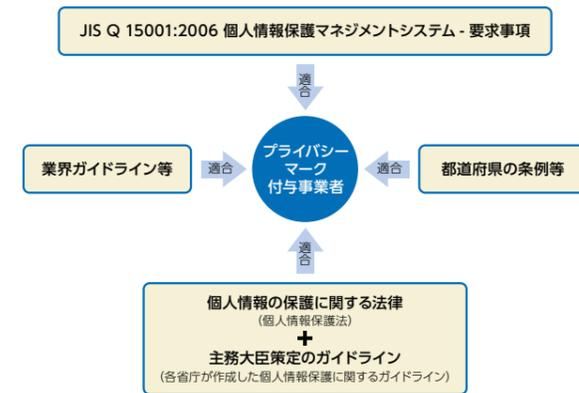 JIS Q 15001:2006 個人情報保護マネジメントシステム - 要求事項
適合
業界ガイドライン等
適合
プライバシー
マーク
付与事業者
適合
都道府県の条例等
適合
個人情報の保護に関する法律
（個人情報保護法）
+
主務大臣策定のガイドライン
（各省庁が作成した個人情報保護に関するガイドライン）